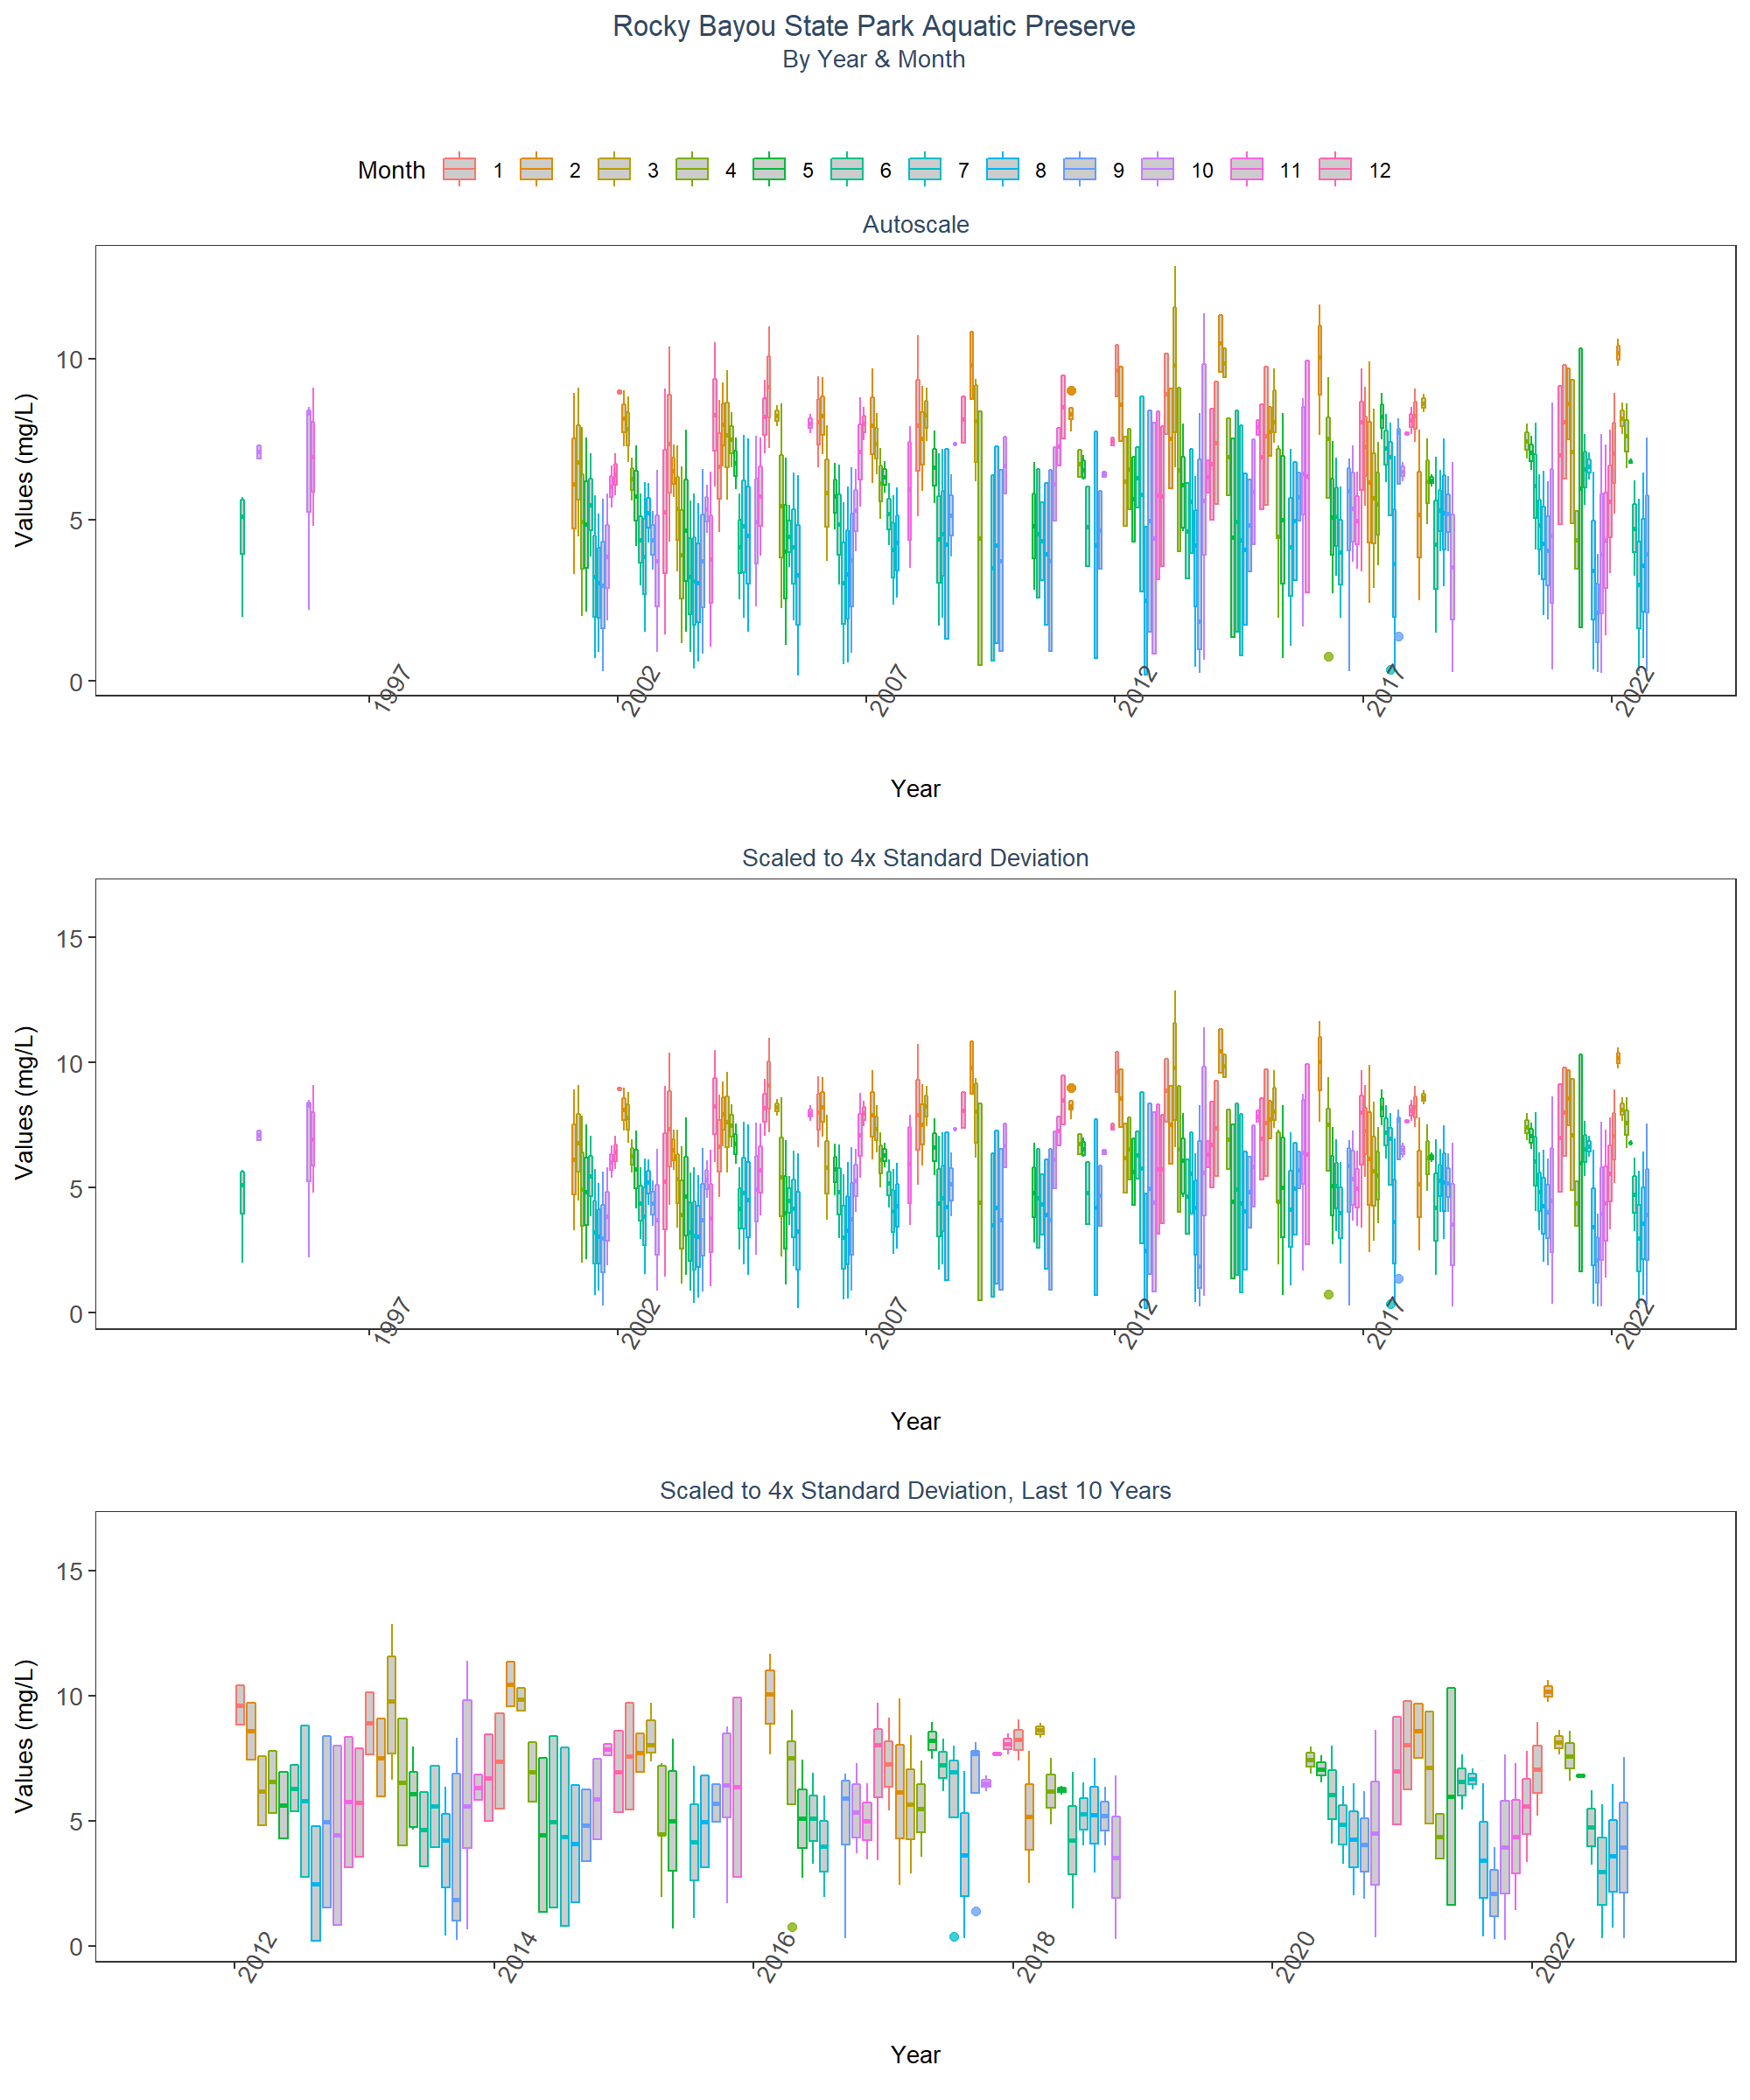 Rocky Bayou State Park Aquatic Preserve
By Year & Month
Month 1 2 3 4 5 6 7 8 9 10 11 12
Autoscale
Values (mg/L)
10
5
0
1997 2002 2007 2012 2017 2022
Year
Scaled to 4x Standard Deviation
Values (mg/L)
15
10
5
0
1997 2002 2007 2012 2017 2022
Year
Scaled to 4x Standard Deviation, Last 10 Years
Values (mg/L)
15
10
5
0
2012 2014 2016 2018 2020 2022
Year